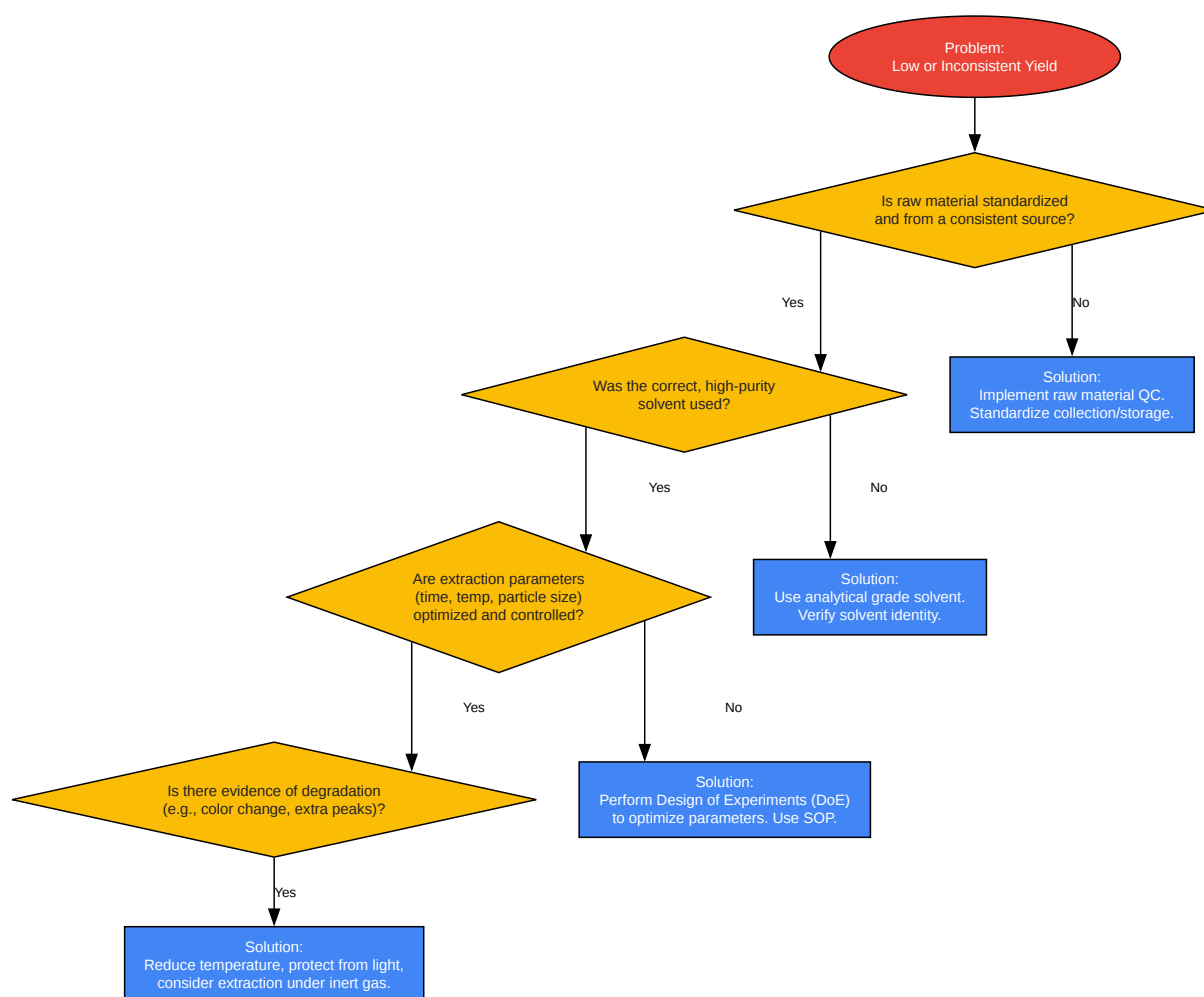 Problem:
Low or Inconsistent Yield
Is raw material standardized
and from a consistent source?
Yes
No
Was the correct, high-purity
solvent used?
Solution:
Implement raw material QC.
Standardize collection/storage.
Yes
No
Are extraction parameters
(time, temp, particle size)
optimized and controlled?
Solution:
Use analytical grade solvent.
Verify solvent identity.
Yes
No
Is there evidence of degradation
(e.g., color change, extra peaks)?
Solution:
Perform Design of Experiments (DoE)
to optimize parameters. Use SOP.
Yes
Solution:
Reduce temperature, protect from light,
consider extraction under inert gas.